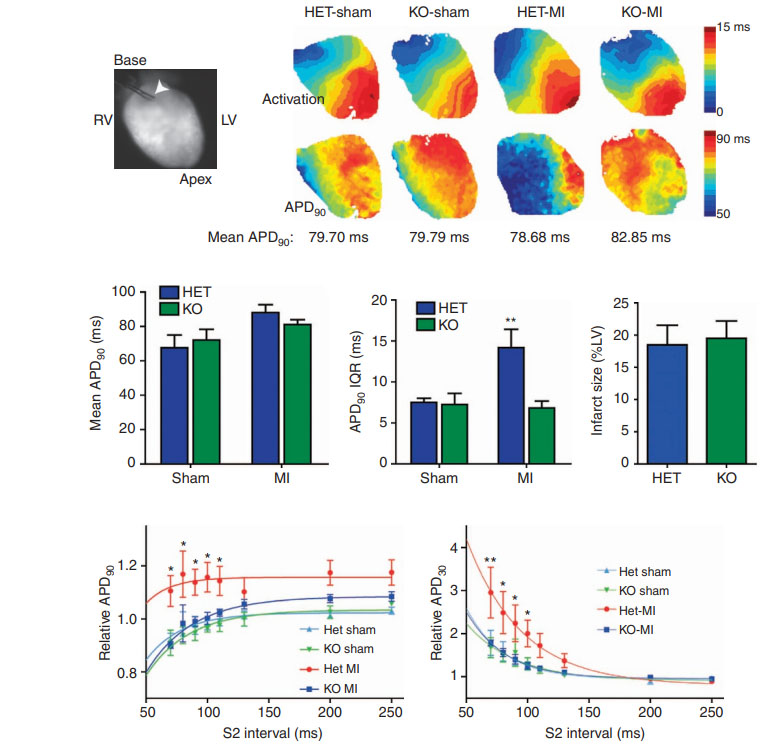 HET-sham KO-sham HET-MI KO-MI
15 ms
Base
Activation
RV LV
0
90 ms
Apex
APD90
50
Mean APD90: 79.70 ms 79.79 ms 78.68 ms 82.85 ms
100
80
60
40
20
0
Mean APD90 (ms)
HET
KO
Sham MI
20
15
10
5
0
APD90 IQR (ms)
HET
KO
**
Sham MI
25
20
15
10
5
0
Infarct size (%LV)
HET KO
1.2
1.0
0.8
Relative APD90
* * * * *
Het sham
KO sham
Het MI
KO MI
50 100 150 200 250
S2 interval (ms)
4
3
2
1
Relative APD30
** * * *
Het sham
KO sham
Het-MI
KO-MI
50 100 150 200 250
S2 interval (ms)